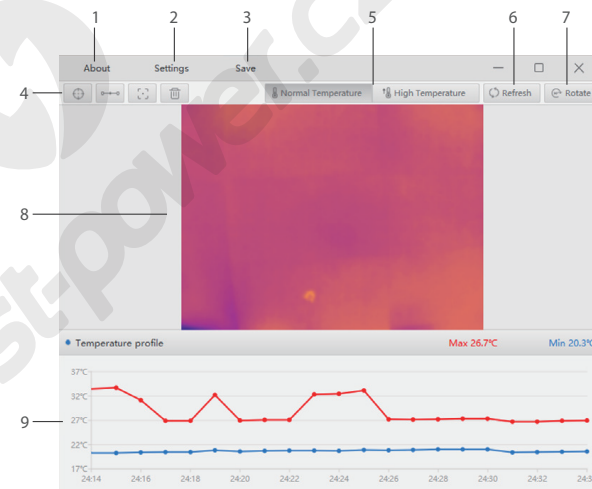 1 2 3 5 6 7
About Settings Save
4 Normal Temperature High Temperature Refresh Rotate
8
Temperature profile Max 26.7℃ Min 20.3℃
37℃
32℃
9 27℃
22℃
17℃
24:14 24:16 24:18 24:20 24:22 24:24 24:26 24:28 24:30 24:32